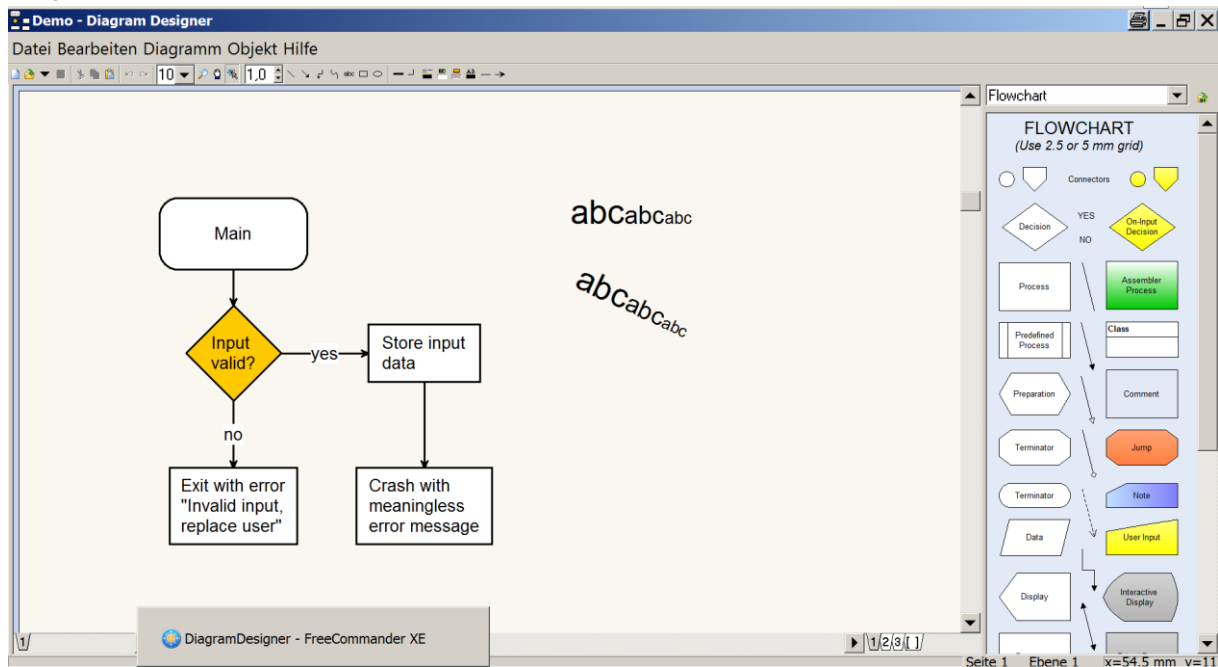 Demo - Diagram Designer
Datei Bearbeiten Diagramm Objekt Hilfe
10
1,0
Flowchart
FLOWCHART
(Use 2.5 or 5 mm grid)
Connectors
Decision
YES
NO
On-Input
Decision
Process
Assembler
Process
Predefined
Process
Class
Preparation
Comment
Terminator
Jump
Terminator
Note
Data
User Input
Display
Interactive
Display
Main
Input
valid?
yes
Store input
data
no
Exit with error
"Invalid input,
replace user"
Crash with
meaningless
error message
abcabcabc
abcabcabc
1
DiagramDesigner - FreeCommander XE
1/2/3/[ ]/
Seite 1 Ebene 1 x=54.5 mm y=11